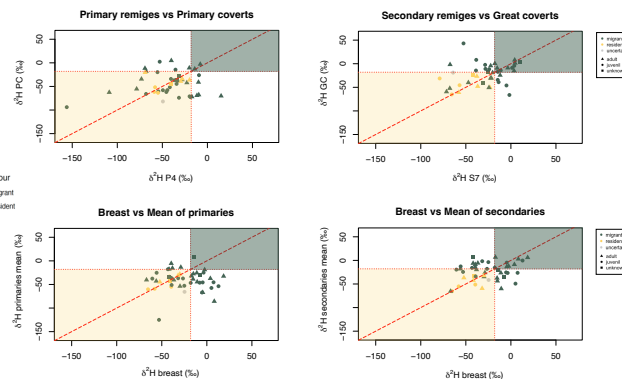 Primary remiges vs Primary coverts
δ²H PC (‰)
50
0
-50
-150
-150
-100
-50
0
50
δ²H P4 (‰)
Secondary remiges vs Great coverts
δ²H GC (‰)
50
0
-50
-150
-150
-100
-50
0
50
δ²H S7 (‰)
migran
residen
uncerta
adult
juvenil
unknow
our
grant
sident
Breast vs Mean of primaries
δ²H primaries mean (‰)
50
0
-50
-150
-150
-100
-50
0
50
δ²H breast (‰)
Breast vs Mean of secondaries
δ²H secondaries mean (‰)
50
0
-50
-150
-150
-100
-50
0
50
δ²H breast (‰)
migran
residen
uncerta
adult
juvenil
unknow